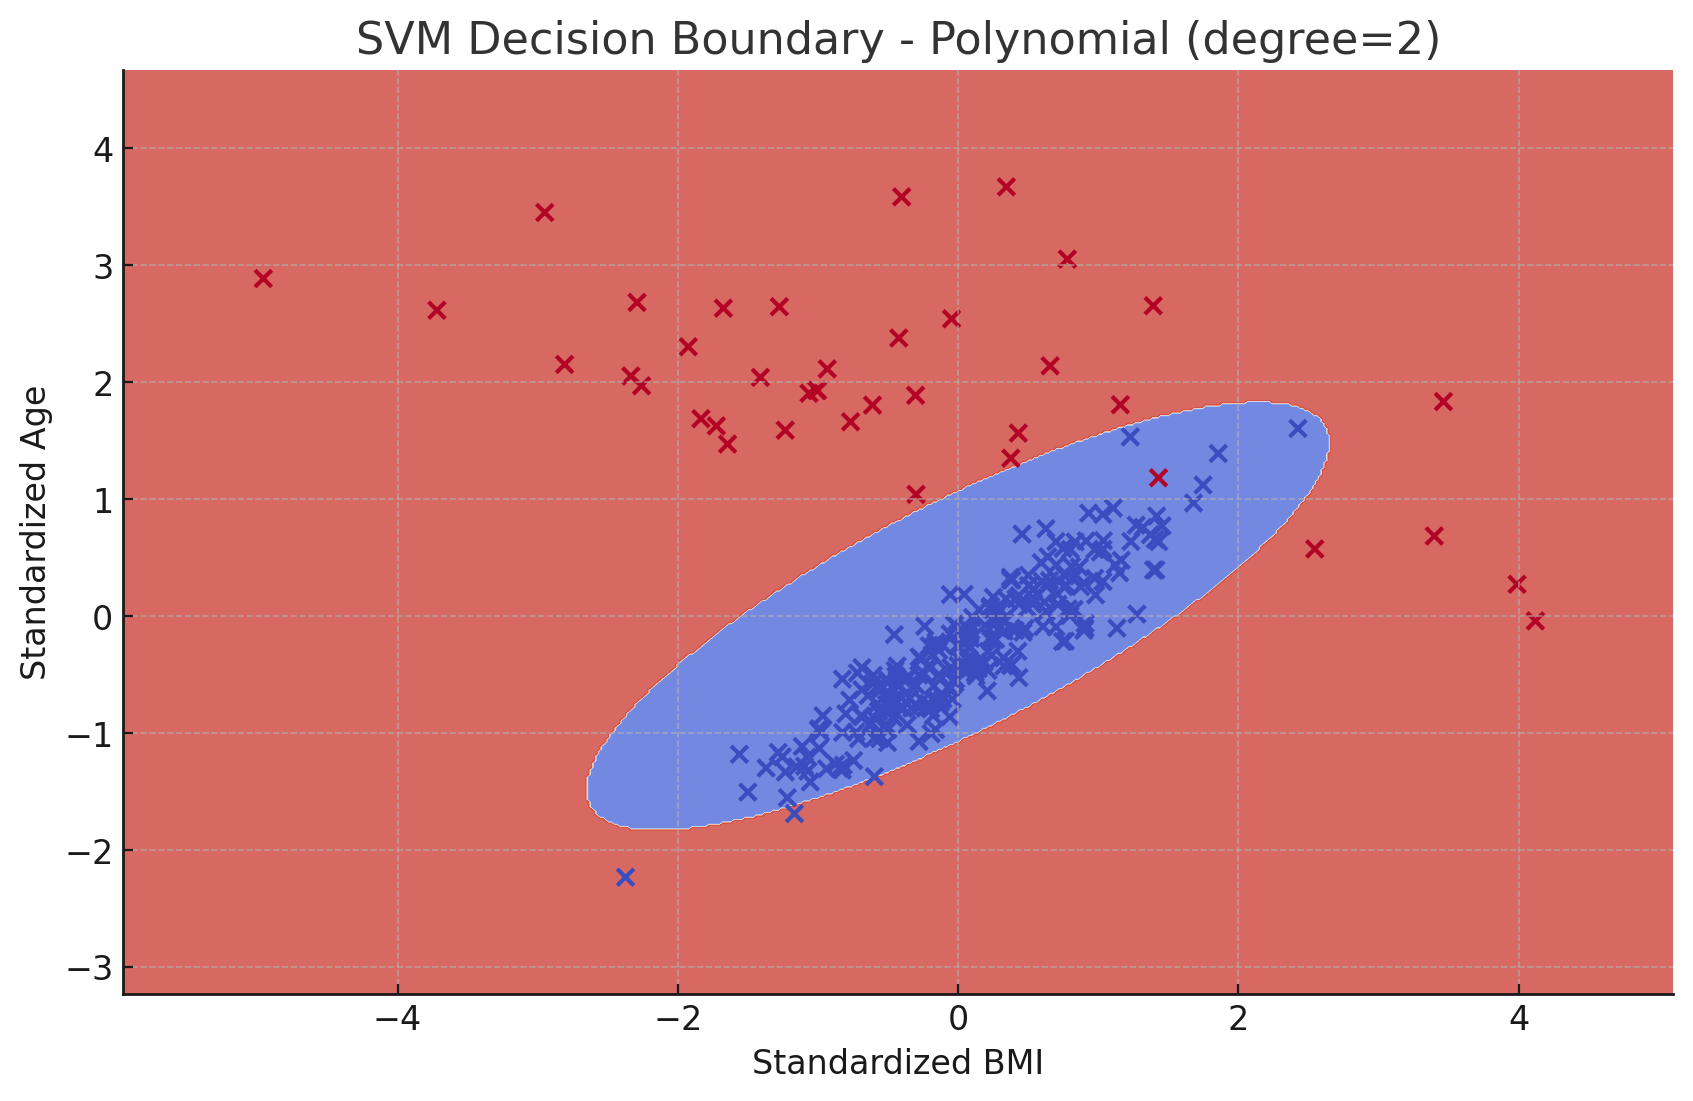 SVM Decision Boundary - Polynomial (degree=2)
Standardized Age
4
3
2
1
0
−1
−2
−3
−4 −2 0 2 4
Standardized BMI